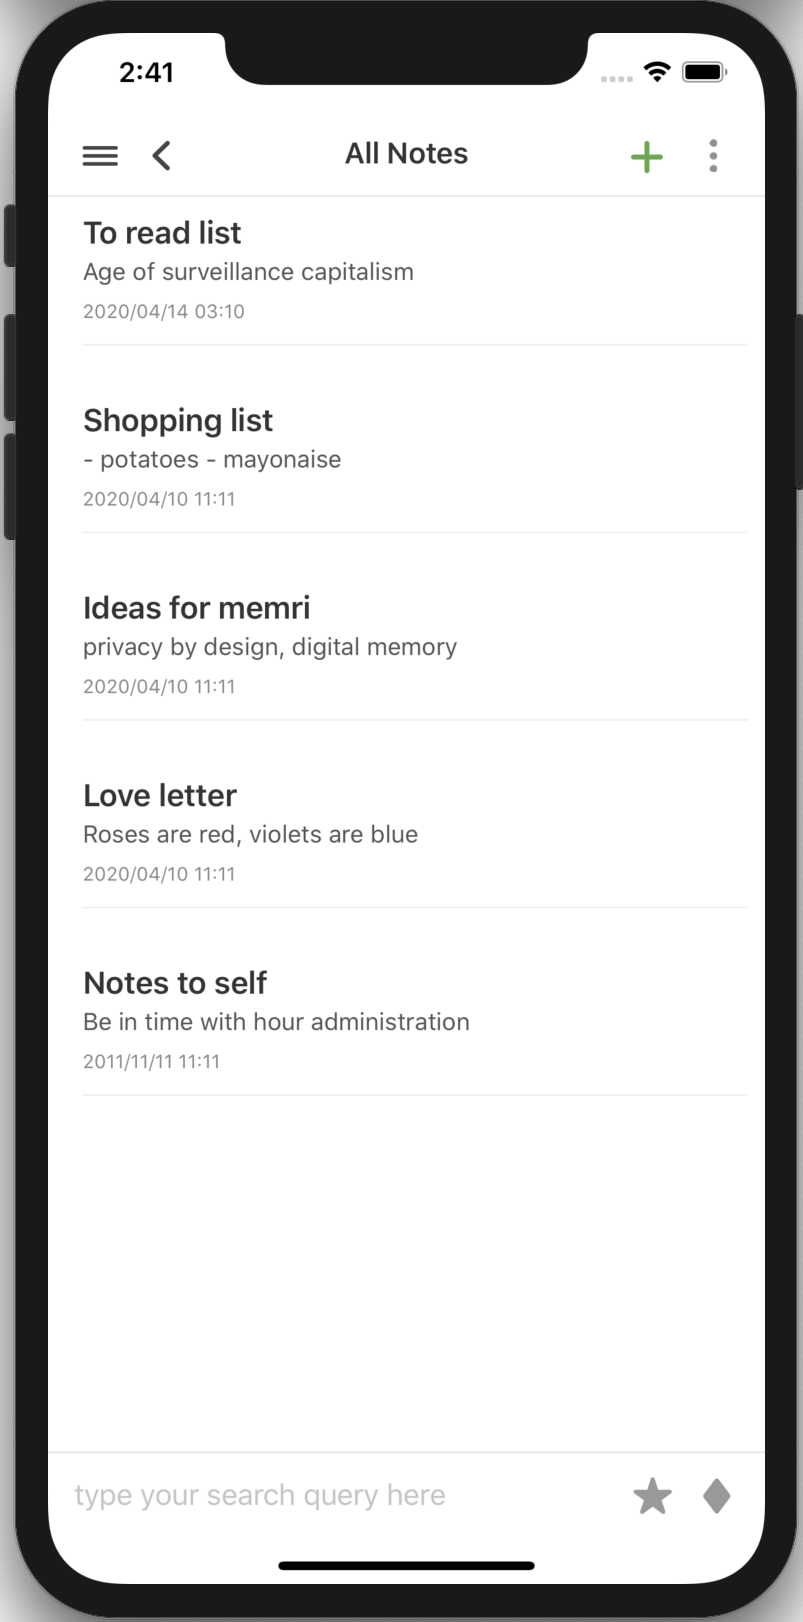 2:41
All Notes
To read list
Age of surveillance capitalism
2020/04/14 03:10
Shopping list
- potatoes - mayonaise
2020/04/10 11:11
Ideas for memri
privacy by design, digital memory
2020/04/10 11:11
Love letter
Roses are red, violets are blue
2020/04/10 11:11
Notes to self
Be in time with hour administration
2011/11/11 11:11
type your search query here